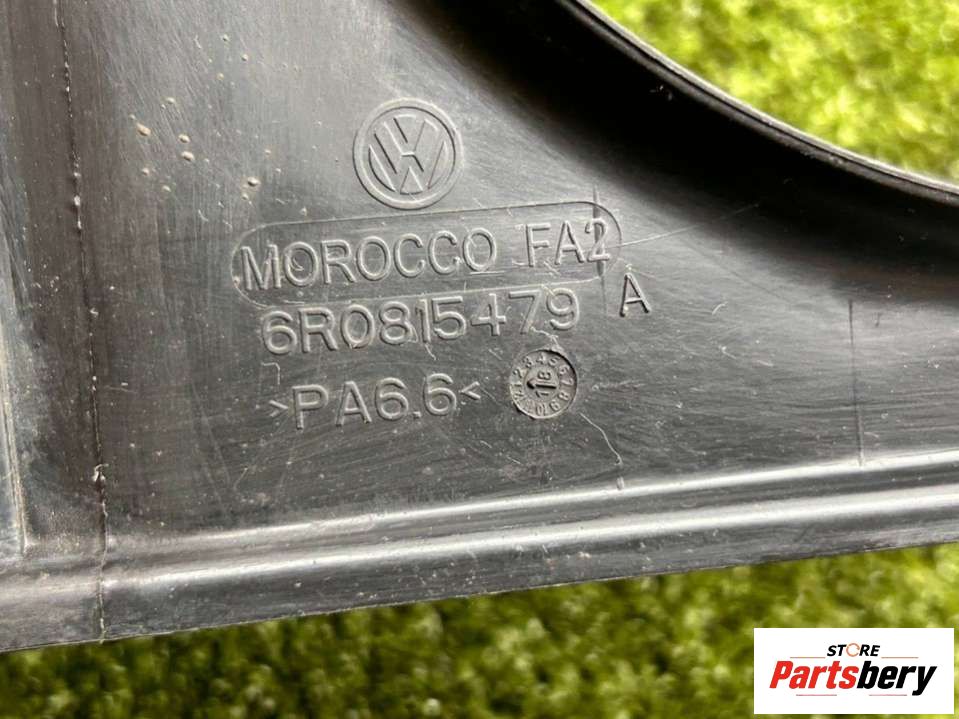 MOROCCO FA2
6R0815479 A
>PA6.6<
STORE
Partsbery